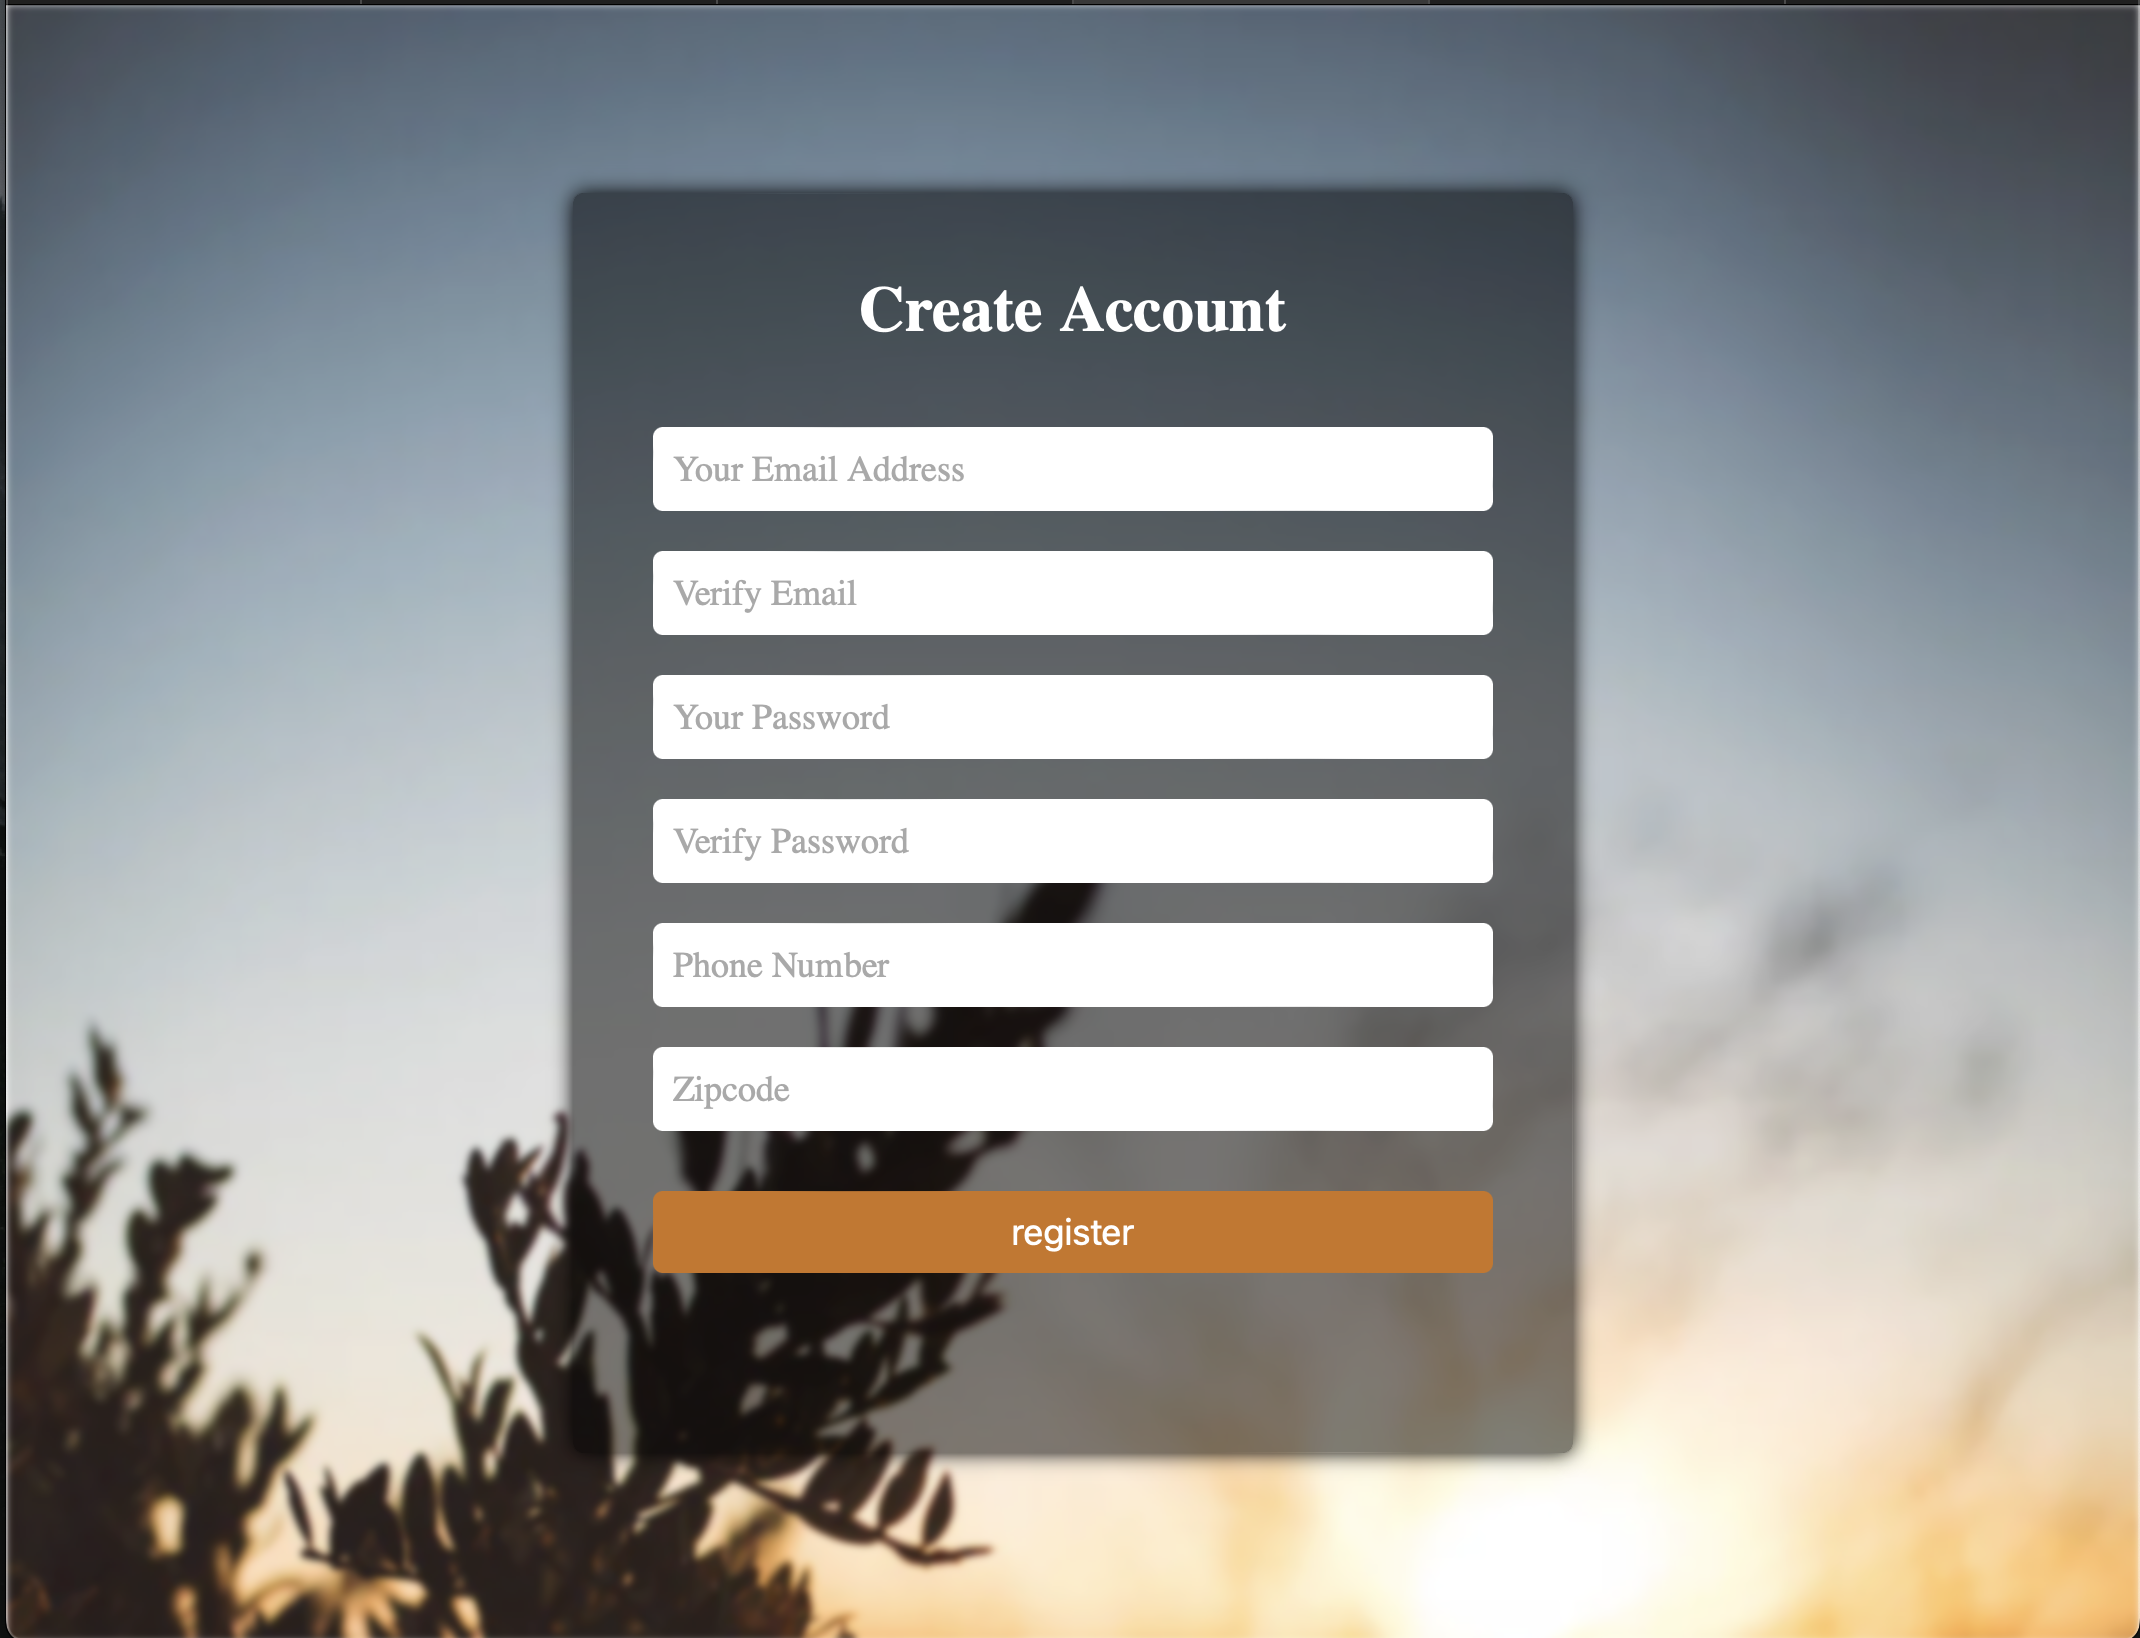 Create Account
Your Email Address
Verify Email
Your Password
Verify Password
Phone Number
Zipcode
register